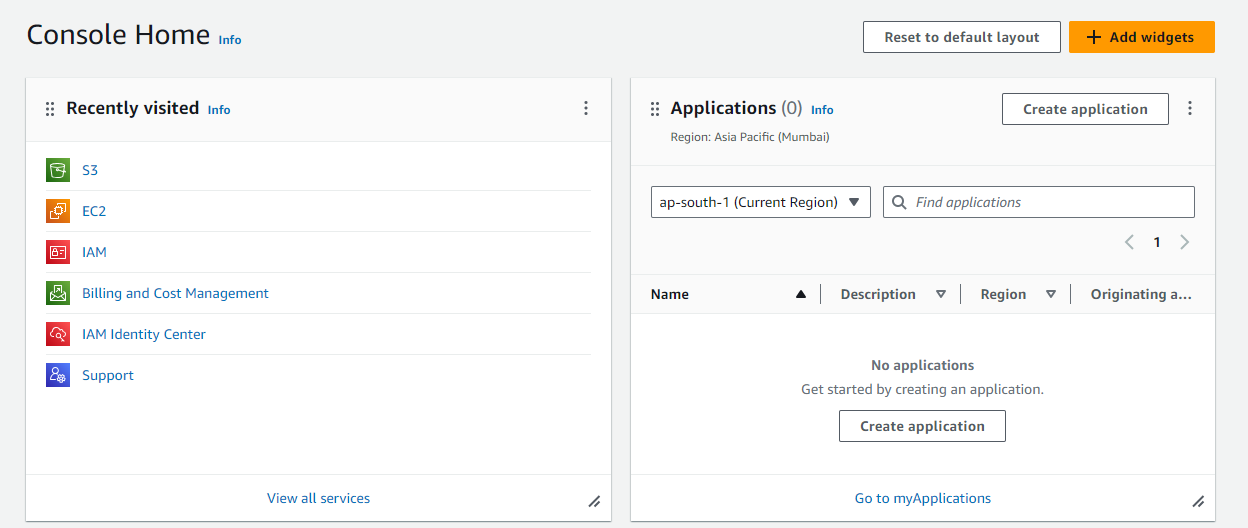 Console Home Info
Reset to default layout
Add widgets
Recently visited Info
S3
EC2
IAM
Billing and Cost Management
IAM Identity Center
Support
View all services
Applications (0) Info
Create application
Region: Asia Pacific (Mumbai)
ap-south-1 (Current Region)
Find applications
1
Name Description Region Originating a...
No applications
Get started by creating an application.
Create application
Go to myApplications